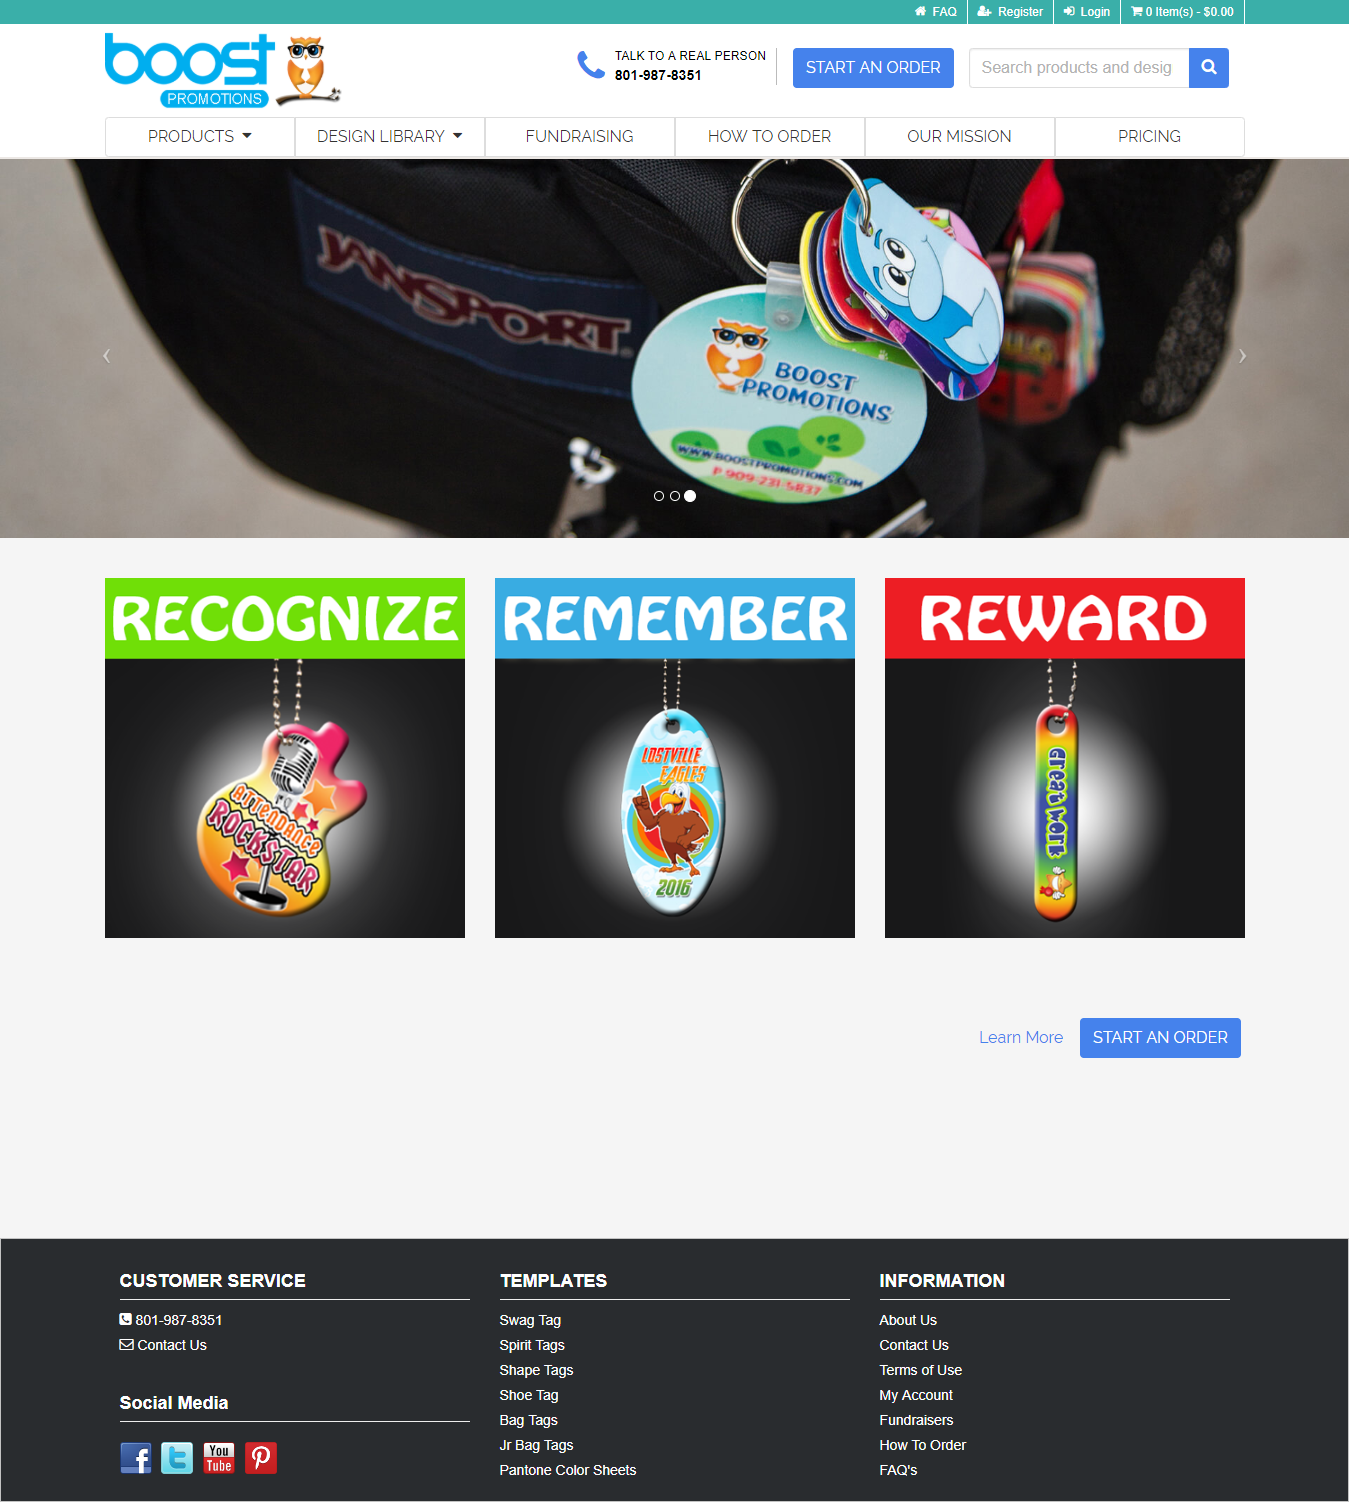 FAQ
Register
Login
0 Item(s) - $0.00
boost
PROMOTIONS
TALK TO A REAL PERSON
801-987-8351
START AN ORDER
Search products and desig
PRODUCTS
DESIGN LIBRARY
FUNDRAISING
HOW TO ORDER
OUR MISSION
PRICING
JANSPORT
BOOST
PROMOTIONS
WWW.BOOSTPROMOTIONS.COM
P 909-231-5837
RECOGNIZE
REMEMBER
REWARD
ATTENDANCE
ROCKSTAR
LOSTVILLE
EAGLES
2016
Great work
Learn More
START AN ORDER
CUSTOMER SERVICE
801-987-8351
Contact Us
Social Media
f
t
You
Tube
TEMPLATES
Swag Tag
Spirit Tags
Shape Tags
Shoe Tag
Bag Tags
Jr Bag Tags
Pantone Color Sheets
INFORMATION
About Us
Contact Us
Terms of Use
My Account
Fundraisers
How To Order
FAQ's